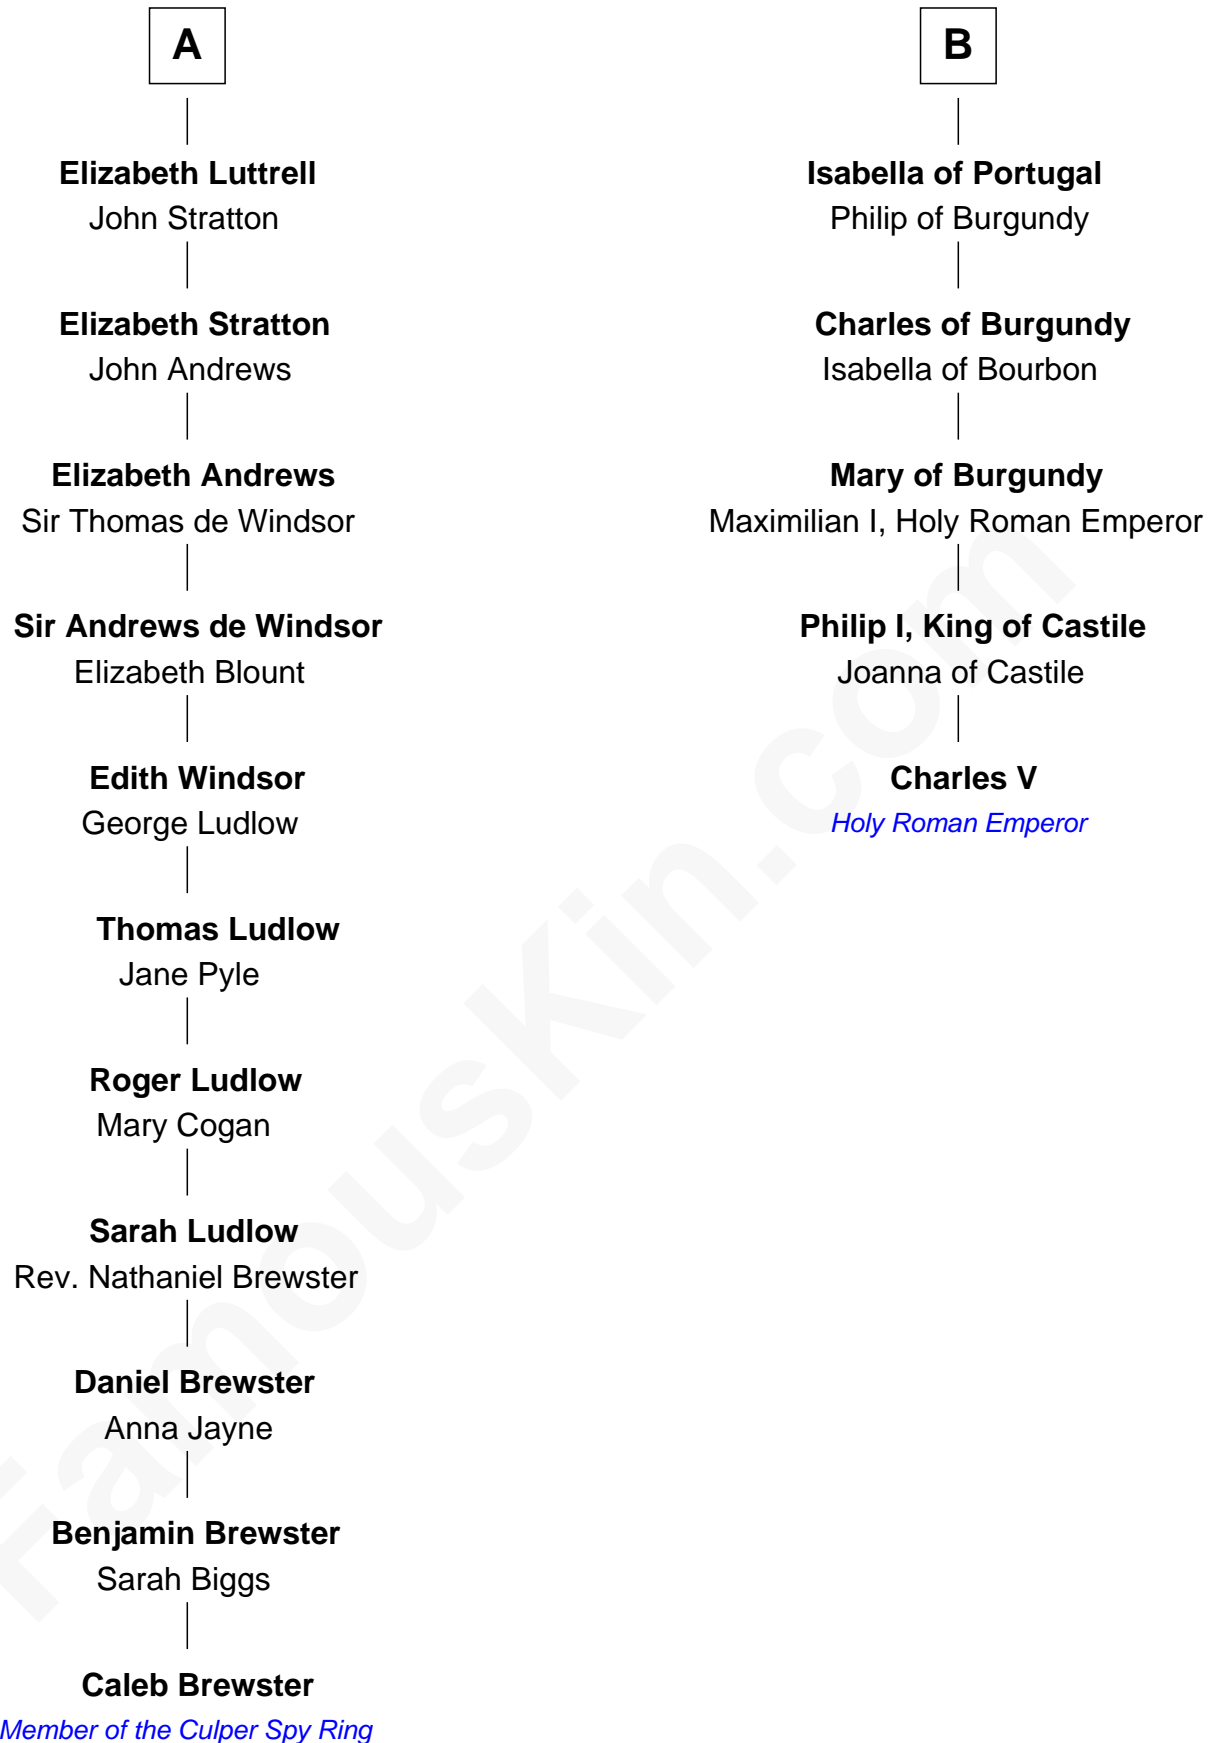 A
Elizabeth Luttrell
John Stratton
Elizabeth Stratton
John Andrews
Elizabeth Andrews
Sir Thomas de Windsor
Sir Andrews de Windsor
Elizabeth Blount
Edith Windsor
George Ludlow
Thomas Ludlow
Jane Pyle
Roger Ludlow
Mary Cogan
Sarah Ludlow
Rev. Nathaniel Brewster
Daniel Brewster
Anna Jayne
Benjamin Brewster
Sarah Biggs
Caleb Brewster
Member of the Culper Spy Ring
B
Isabella of Portugal
Philip of Burgundy
Charles of Burgundy
Isabella of Bourbon
Mary of Burgundy
Maximilian I, Holy Roman Emperor
Philip I, King of Castile
Joanna of Castile
Charles V
Holy Roman Emperor
FamousKin.com